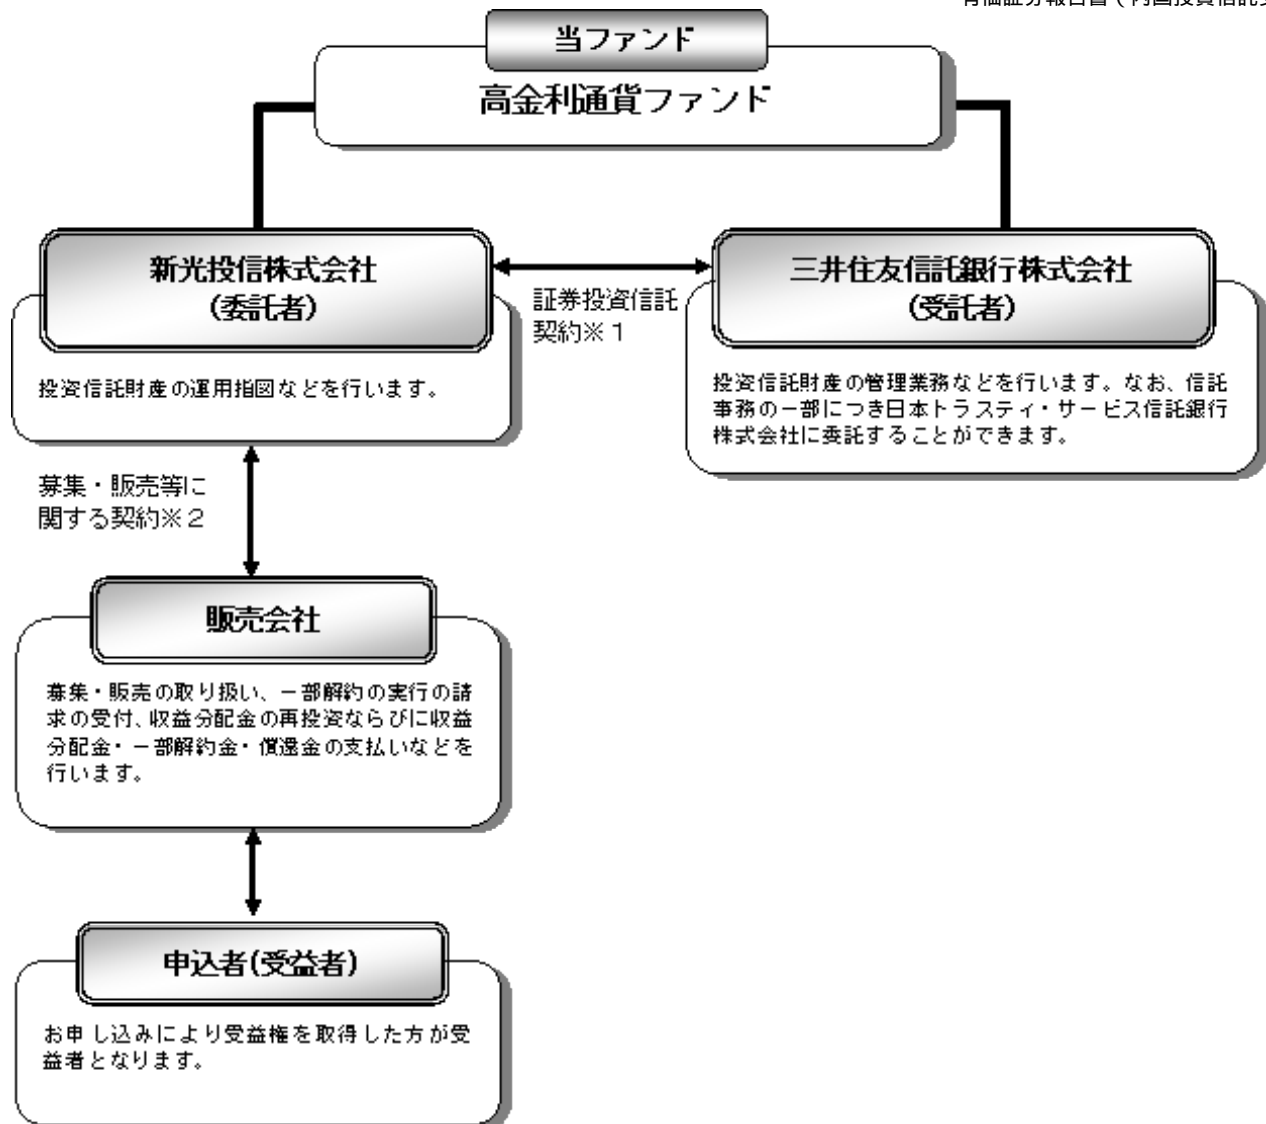 当ファンド
高金利通貨ファンド
新光投信株式会社
(委託者)
投資信託財産の運用指図などを行います。
証券投資信託
契約※1
三井住友信託銀行株式会社
(受託者)
投資信託財産の管理業務などを行います。なお、信託
事務の一部につき日本トラスティ・サービス信託銀行
株式会社に委託することができます。
募集・販売等に
関する契約※2
販売会社
募集・販売の取り扱い、一部解約の実行の請
求の受付、収益分配金の再投資ならびに収益
分配金・一部解約金・償還金の支払いなどを
行います。
申込者(受益者)
お申し込みにより受益権を取得した方が受
益者となります。